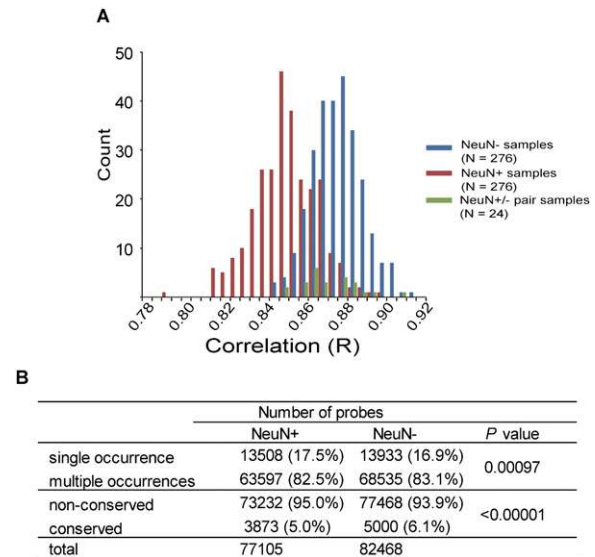 A
50
40
30
20
10
Count
0.78 0.80 0.82 0.84 0.86 0.88 0.90 0.92
Correlation (R)
NeuN- samples
(N = 276)
NeuN+ samples
(N = 276)
NeuN+/- pair samples
(N = 24)
B
Number of probes
NeuN+ NeuN- P value
single occurrence 13508 (17.5%) 13933 (16.9%) 0.00097
multiple occurrences 63597 (82.5%) 68535 (83.1%)
non-conserved 73232 (95.0%) 77468 (93.9%) <0.00001
conserved 3873 (5.0%) 5000 (6.1%)
total 77105 82468